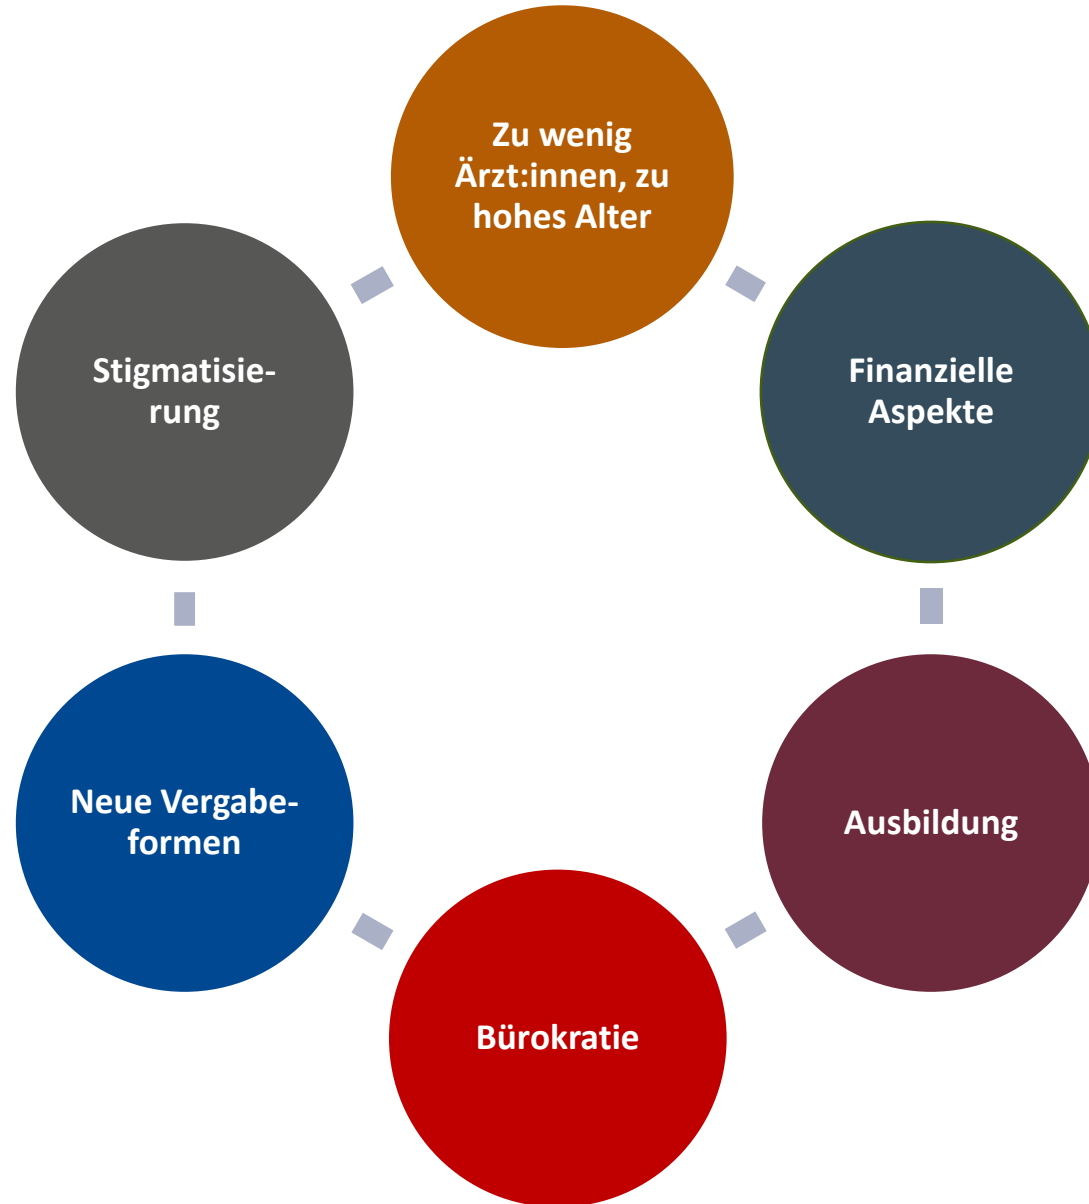 Zu wenig
Ärzt:innen, zu
hohes Alter
Finanzielle
Aspekte
Ausbildung
Bürokratie
Neue Vergabe-
formen
Stigmatisie-
rung